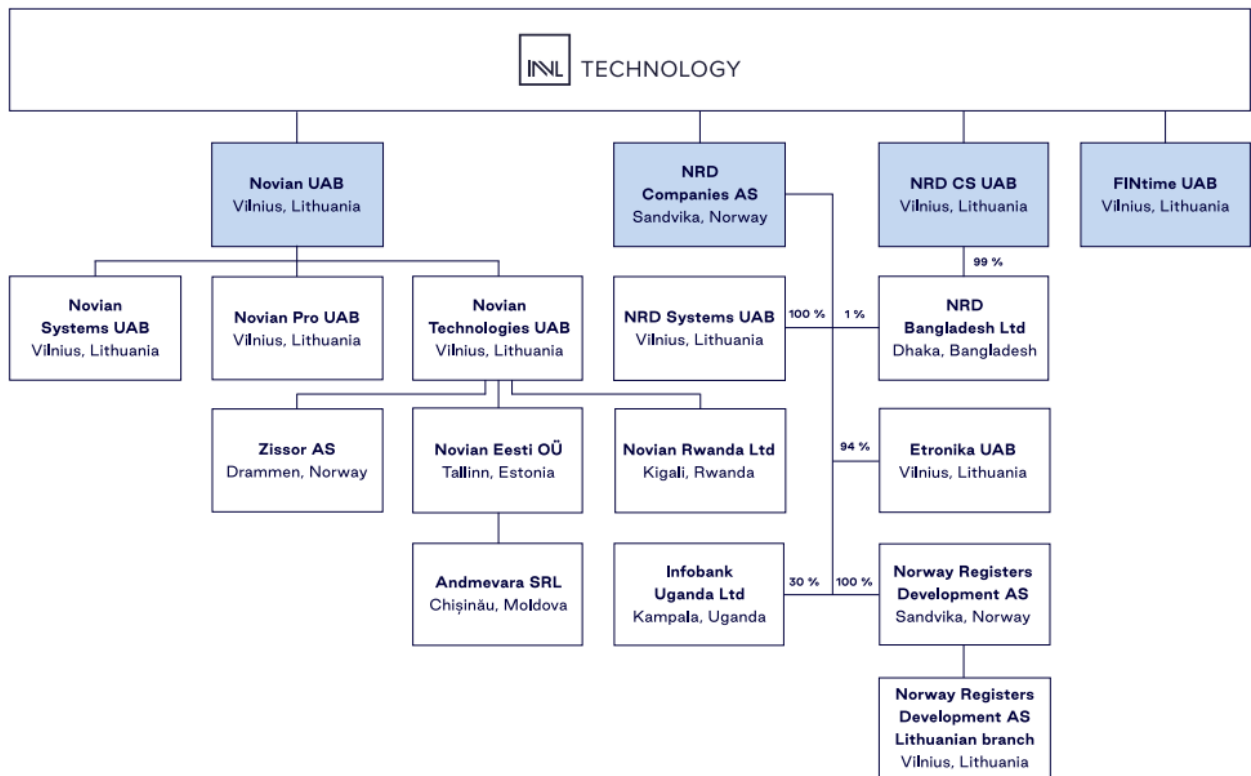 INVL TECHNOLOGY
Novian UAB
Vilnius, Lithuania
NRD
Companies AS
Sandvika, Norway
NRD CS UAB
Vilnius, Lithuania
FINtime UAB
Vilnius, Lithuania
99 %
Novian
Systems UAB
Vilnius, Lithuania
Novian Pro UAB
Vilnius, Lithuania
Novian
Technologies UAB
Vilnius, Lithuania
NRD Systems UAB
Vilnius, Lithuania
100 %
1 %
NRD
Bangladesh Ltd
Dhaka, Bangladesh
Zissor AS
Drammen, Norway
Novian Eesti OÜ
Tallinn, Estonia
Novian Rwanda Ltd
Kigali, Rwanda
94 %
Etronika UAB
Vilnius, Lithuania
Andmevara SRL
Chișinău, Moldova
Infobank
Uganda Ltd
Kampala, Uganda
30 %
100 %
Norway Registers
Development AS
Sandvika, Norway
Norway Registers
Development AS
Lithuanian branch
Vilnius, Lithuania